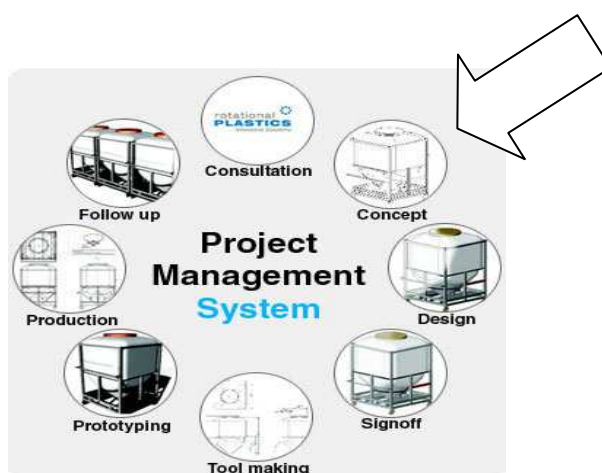 rotational
PLASTICS
Consultation
Follow up
Concept
Project
Management
System
Production
Design
Prototyping
Signoff
Tool making